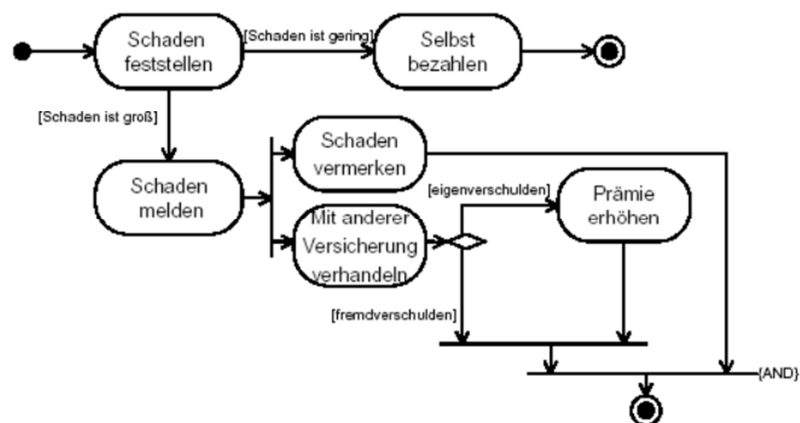 Schaden
feststellen
[Schaden ist gering]
Selbst
bezahlen
[Schaden ist groß]
Schaden
melden
Schaden
vermerken
Mit anderer
Versicherung
verhandeln
[eigenverschulden]
Prämie
erhöhen
[fremdverschulden]
{AND}